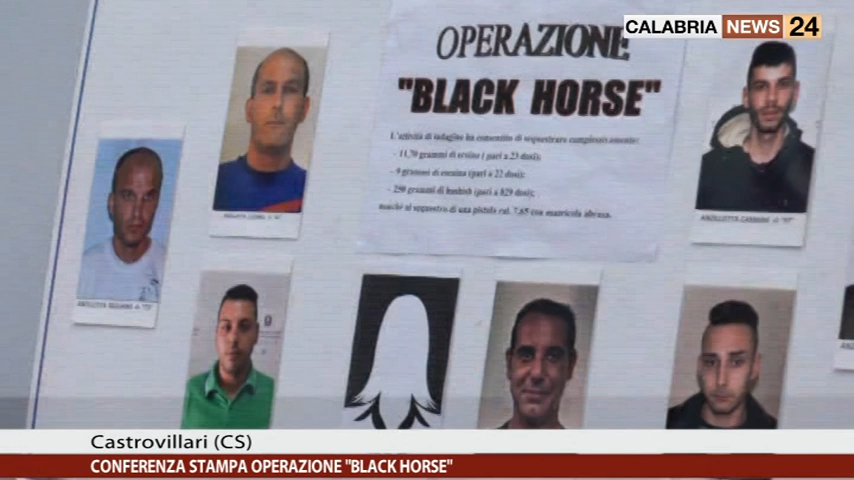 CALABRIA NEWS 24
OPERAZIONE
"BLACK HORSE"
L'attività di indagine ha consentito di sequestrare complessivamente:
- 11,70 grammi di eroina ( pari a 23 dosi);
- 9 grammi di cocaina (pari a 22 dosi);
- 250 grammi di hashish (pari a 829 dosi);
nonché al sequestro di una pistola cal. 7,65 con matricola abrasa.
Castrovillari (CS)
CONFERENZA STAMPA OPERAZIONE "BLACK HORSE"